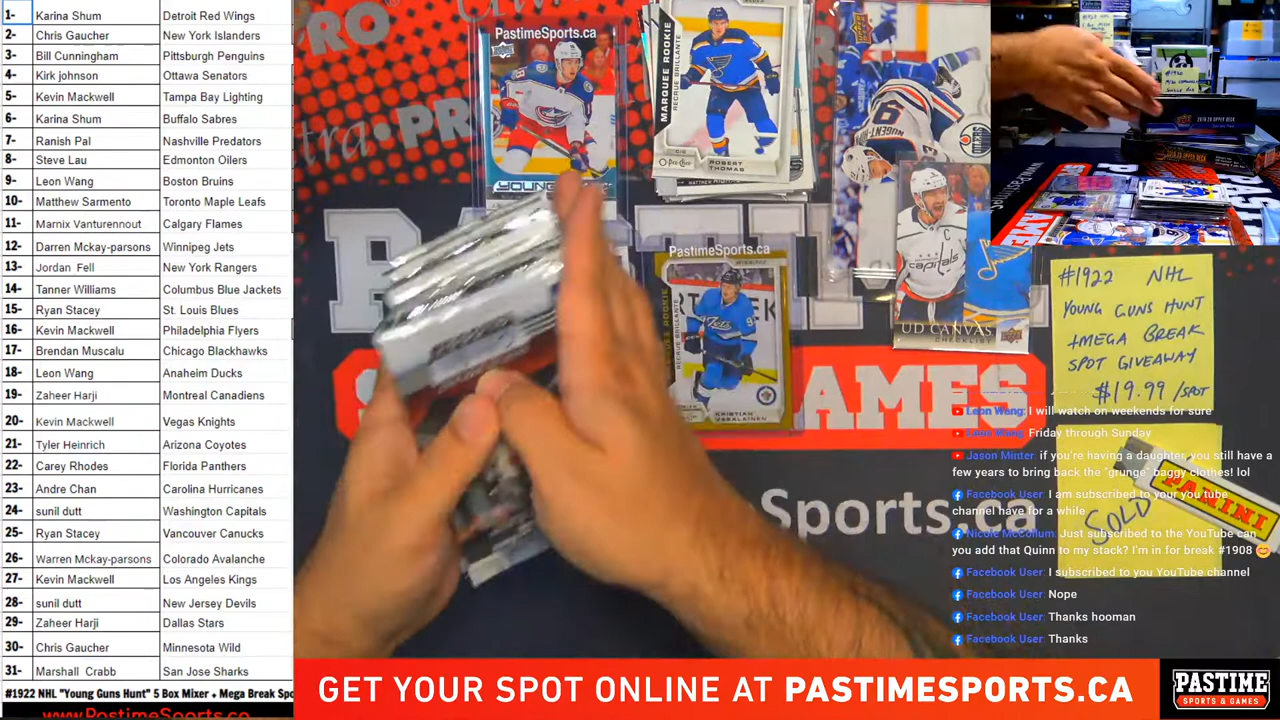 1- Karina Shum Detroit Red Wings
2- Chris Gaucher New York Islanders
3- Bill Cunningham Pittsburgh Penguins
4- Kirk johnson Ottawa Senators
5- Kevin Mackwell Tampa Bay Lighting
6- Karina Shum Buffalo Sabres
7- Ranish Pal Nashville Predators
8- Steve Lau Edmonton Oilers
9- Leon Wang Boston Bruins
10- Matthew Sarmento Toronto Maple Leafs
11- Marnix Vanturennout Calgary Flames
12- Darren Mckay-parsons Winnipeg Jets
13- Jordan Fell New York Rangers
14- Tanner Williams Columbus Blue Jackets
15- Ryan Stacey St. Louis Blues
16- Kevin Mackwell Philadelphia Flyers
17- Brendan Muscalu Chicago Blackhawks
18- Leon Wang Anaheim Ducks
19- Zaheer Harji Montreal Canadiens
20- Kevin Mackwell Vegas Knights
21- Tyler Heinrich Arizona Coyotes
22- Carey Rhodes Florida Panthers
23- Andre Chan Carolina Hurricanes
24- sunil dutt Washington Capitals
25- Ryan Stacey Vancouver Canucks
26- Warren Mckay-parsons Colorado Avalanche
27- Kevin Mackwell Los Angeles Kings
28- sunil dutt New Jersey Devils
29- Zaheer Harji Dallas Stars
30- Chris Gaucher Minnesota Wild
31- Marshall Crabb San Jose Sharks
#1922 NHL "Young Guns Hunt" 5 Box Mixer + Mega Break Spo
www.PastimeSports.ca
PastimeSports.ca
YOUNG
MARQUEE ROOKIE
RECRUE BRILLANTE
O-Pee-Chee
ROBERT
THOMAS
NUGENT-H
capitals
UD CANVAS
CHECKLIST
PastimeSports.ca
KRISTIAN
VESALAINEN
AMES
Sports.ca
#1922 NHL
YOUNG GUNS HUNT
+MEGA BREAK
SPOT GIVEAWAY
$19.99/SPOT
SOLD
PANINI
Leon Wang: I will watch on weekends for sure
Leon Wang: Friday through Sunday
Jason Minter: if you're having a daughter, you still have a
few years to bring back the "grunge" baggy clothes! lol
Facebook User: I am subscribed to your you tube
channel have for a while
Nicole McCollum: Just subscribed to the YouTube can
you add that Quinn to my stack? I'm in for break #1908 😊
Facebook User: I subscribed to you YouTube channel
Facebook User: Nope
Facebook User: Thanks hooman
Facebook User: Thanks
GET YOUR SPOT ONLINE AT PASTIMESPORTS.CA
PASTIME
SPORTS & GAMES